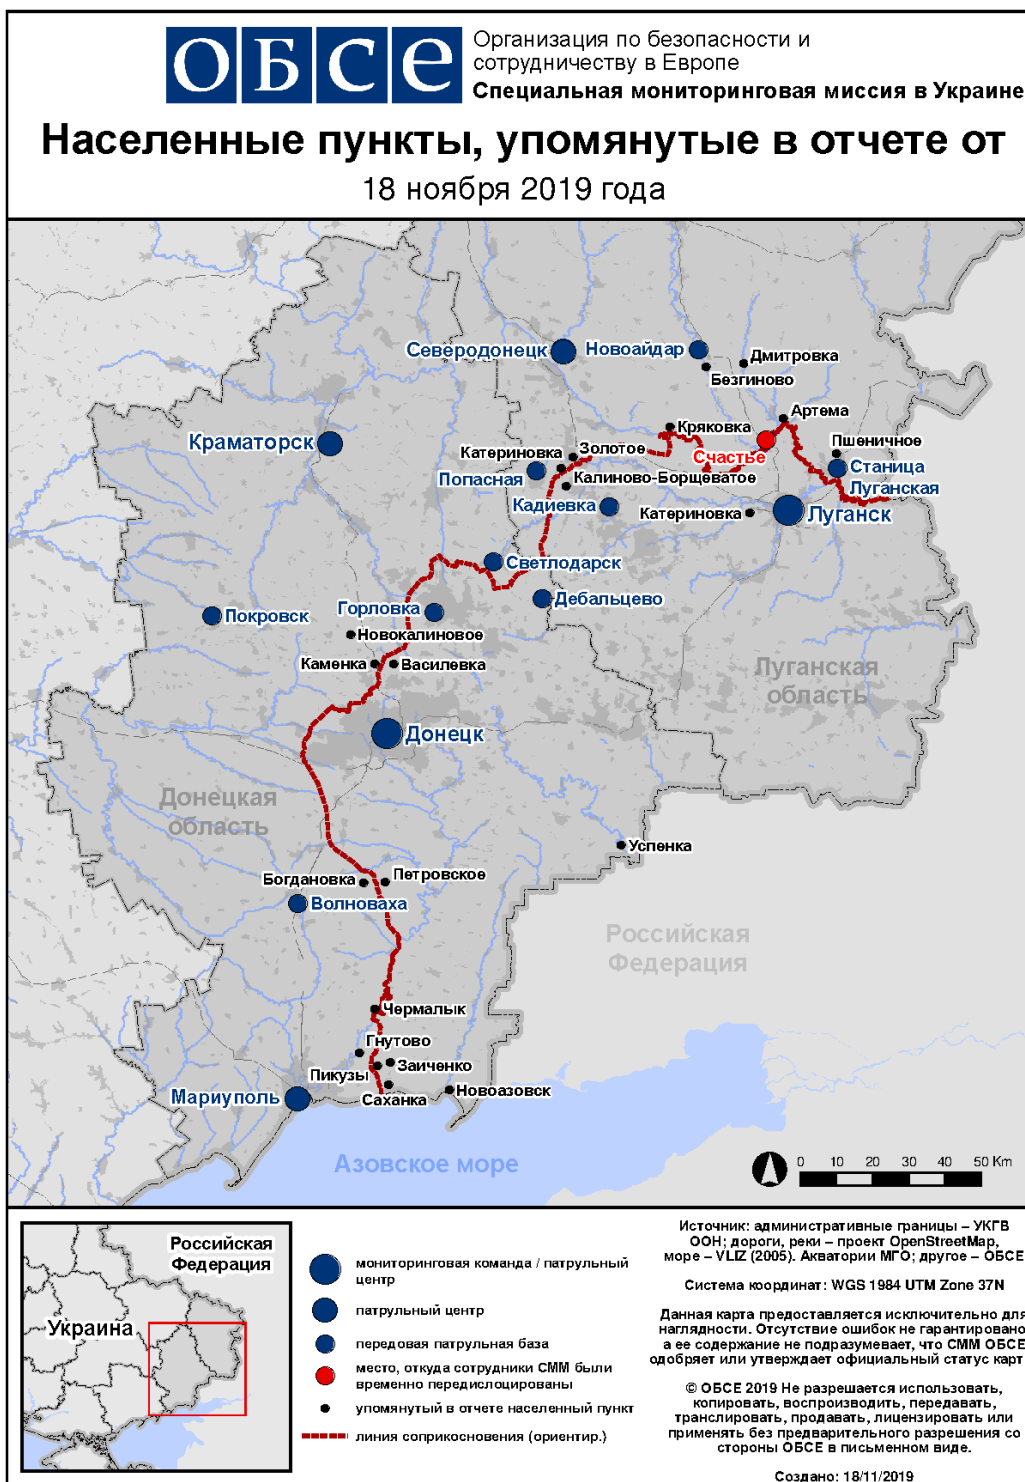 ОБСЕ
Организация по безопасности и
сотрудничеству в Европе
Специальная мониторинговая миссия в Украине
Населенные пункты, упомянутые в отчете от
18 ноября 2019 года
Северодонецк
Новоайдар
Дмитровка
Безгиново
Артема
Кряковка
Краматорск
Счастье
Пшеничное
Катериновка
Золотое
Станица
Луганская
Попасная
Калиново-Борщеватое
Кадиевка
Катериновка
Луганск
Светлодарск
Дебальцево
Горловка
Покровск
Новокалиновое
Каменка
Василевка
Луганская
область
Донецк
Донецкая
область
Успенка
Богдановка
Петровское
Волноваха
Российская
Федерация
Чермалык
Гнутово
Заиченко
Пикузы
Мариуполь
Саханка
Новоазовск
Азовское море
0 10 20 30 40 50 Km
Российская
Федерация
Украина
мониторинговая команда / патрульный
центр
патрульный центр
передовая патрульная база
место, откуда сотрудники СММ были
временно передислоцированы
упомянутый в отчете населенный пункт
линия соприкосновения (ориентир.)
Источник: административные границы – УКГВ
ООН; дороги, реки – проект OpenStreetMap,
море – VLIZ (2005). Акватории МГО; другое – ОБСЕ
Система координат: WGS 1984 UTM Zone 37N
Данная карта предоставляется исключительно для
наглядности. Отсутствие ошибок не гарантировано
а ее содержание не подразумевает, что СММ ОБСЕ
одобряет или утверждает официальный статус карт
© ОБСЕ 2019 Не разрешается использовать,
копировать, воспроизводить, передавать,
транслировать, продавать, лицензировать или
применять без предварительного разрешения со
стороны ОБСЕ в письменном виде.
Создано: 18/11/2019